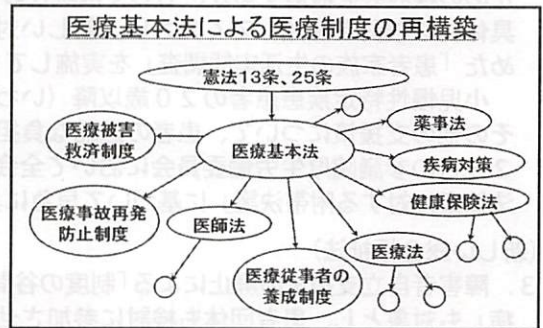 医療基本法による医療制度の再構築
憲法13条、25条
薬事法
医療被害
救済制度
医療基本法
疾病対策
健康保険法
医療事故再発
防止制度
医師法
医療法
医療従事者の
養成制度